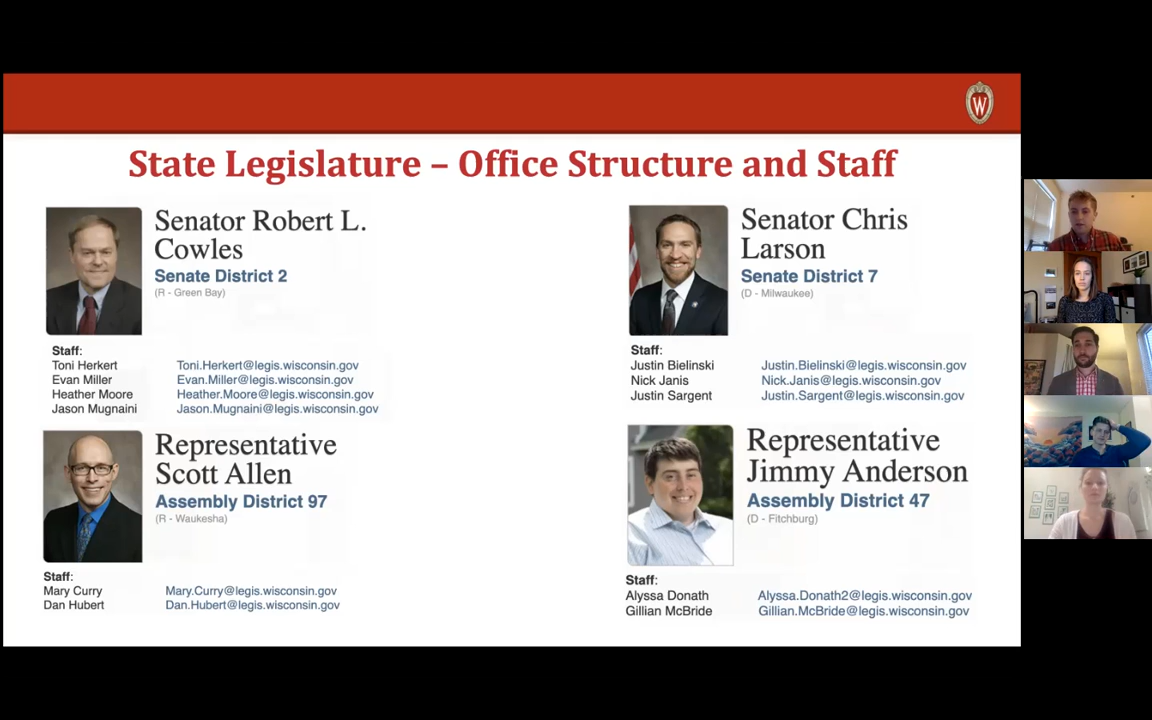 W
State Legislature – Office Structure and Staff
Senator Robert L.
Cowles
Senate District 2
(R - Green Bay)
Staff:
Toni Herkert Toni.Herkert@legis.wisconsin.gov
Evan Miller Evan.Miller@legis.wisconsin.gov
Heather Moore Heather.Moore@legis.wisconsin.gov
Jason Mugnaini Jason.Mugnaini@legis.wisconsin.gov
Senator Chris
Larson
Senate District 7
(D - Milwaukee)
Staff:
Justin Bielinski Justin.Bielinski@legis.wisconsin.gov
Nick Janis Nick.Janis@legis.wisconsin.gov
Justin Sargent Justin.Sargent@legis.wisconsin.gov
Representative
Scott Allen
Assembly District 97
(R - Waukesha)
Staff:
Mary Curry Mary.Curry@legis.wisconsin.gov
Dan Hubert Dan.Hubert@legis.wisconsin.gov
Representative
Jimmy Anderson
Assembly District 47
(D - Fitchburg)
Staff:
Alyssa Donath Alyssa.Donath2@legis.wisconsin.gov
Gillian McBride Gillian.McBride@legis.wisconsin.gov